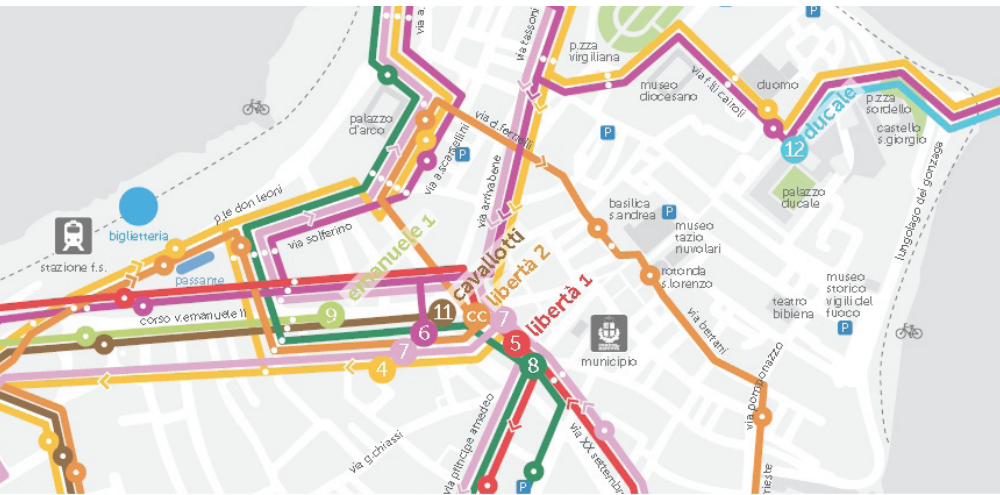 via a.
via tassoni
P
p.zza
virgiliana
museo
diocesano
via f.lli cairoli
duomo
p.zza
sordello
castello
s.giorgio
ducale
12
palazzo
ducale
lungolago dei gonzaga
palazzo
d'arco
via d.fernelli
P
P
via a.scarsellini
via arrivabene
p.le don leoni
biglietteria
stazione f.s.
passante
via solferino
emanuele 1
cavallotti
libertà 2
libertà 1
basilica
s.andrea
P
museo
tazio
nuvolari
rotonda
s.lorenzo
museo
storico
vigili del
fuoco
P
teatro
bibiena
corso v.emanuele II
9
11
cc
7
6
5
7
4
8
municipio
via bertani
via pomponazzo
via g.chiassi
via principe amedeo
via XX settembre
P
rieste